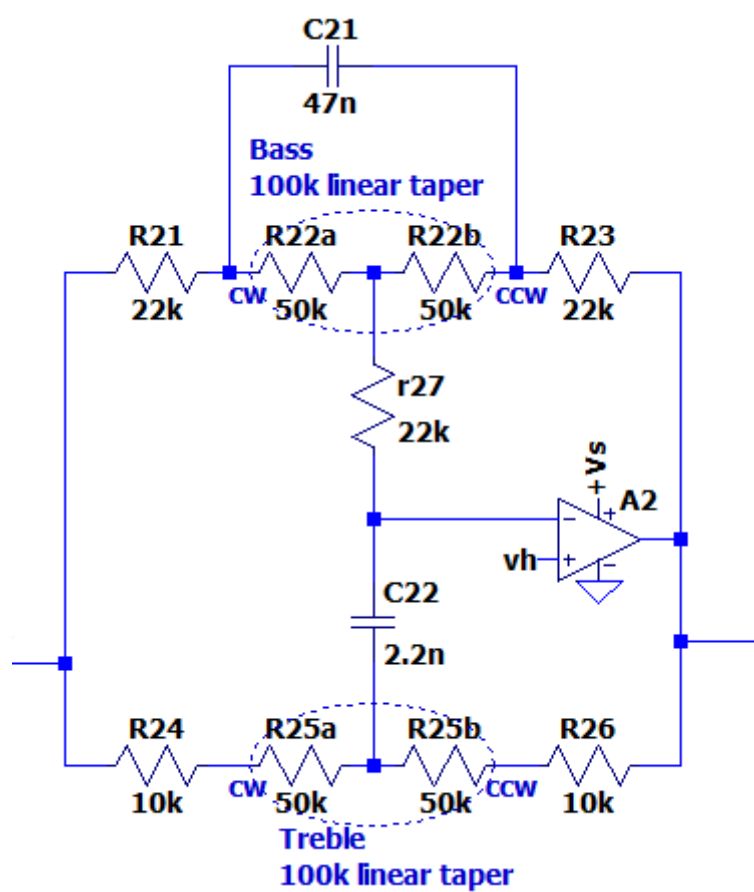 C21
47n
Bass
100k linear taper
R21
R22a
R22b
R23
CW
CCW
22k
50k
50k
22k
r27
22k
+Vs
A2
+
−
vh
+
−
C22
2.2n
R24
R25a
R25b
R26
CW
CCW
10k
50k
50k
10k
Treble
100k linear taper